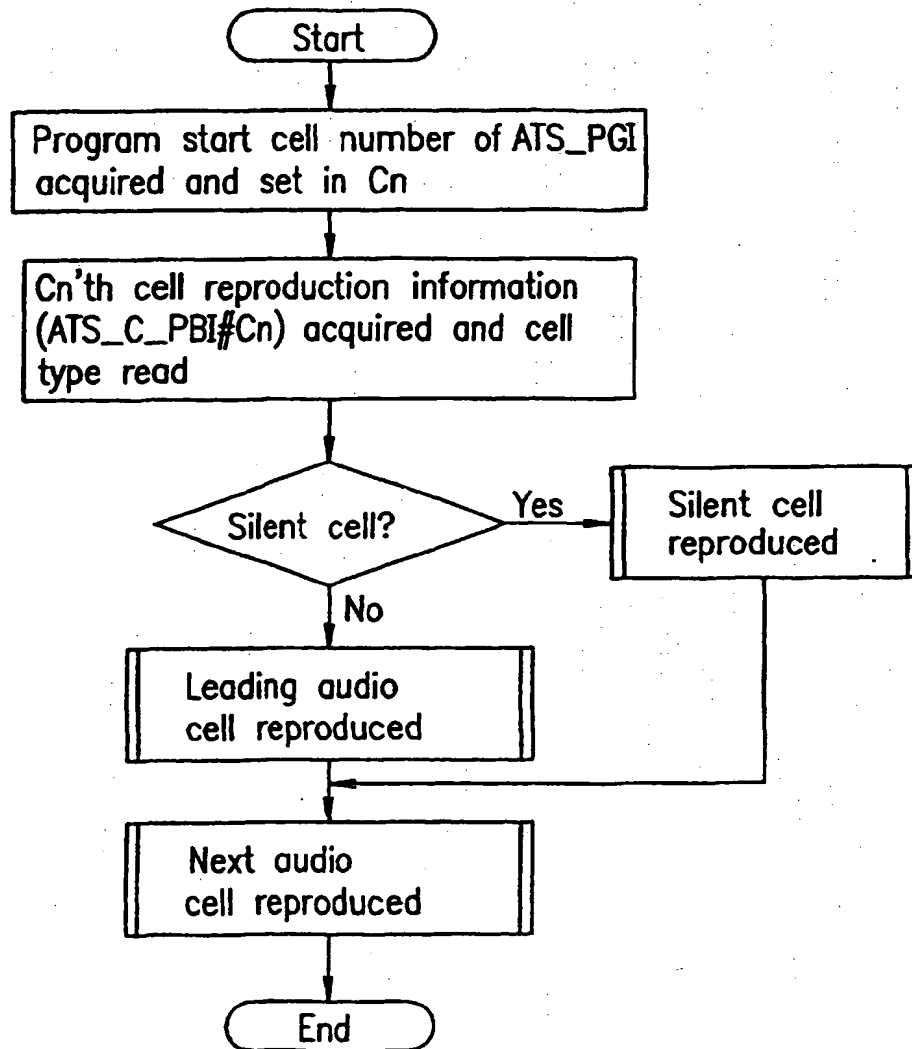 Start
Program start cell number of ATS_PGI
acquired and set in Cn
Cn'th cell reproduction information
(ATS_C_PBI#Cn) acquired and cell
type read
Silent cell?
Yes
Silent cell
reproduced
No
Leading audio
cell reproduced
Next audio
cell reproduced
End